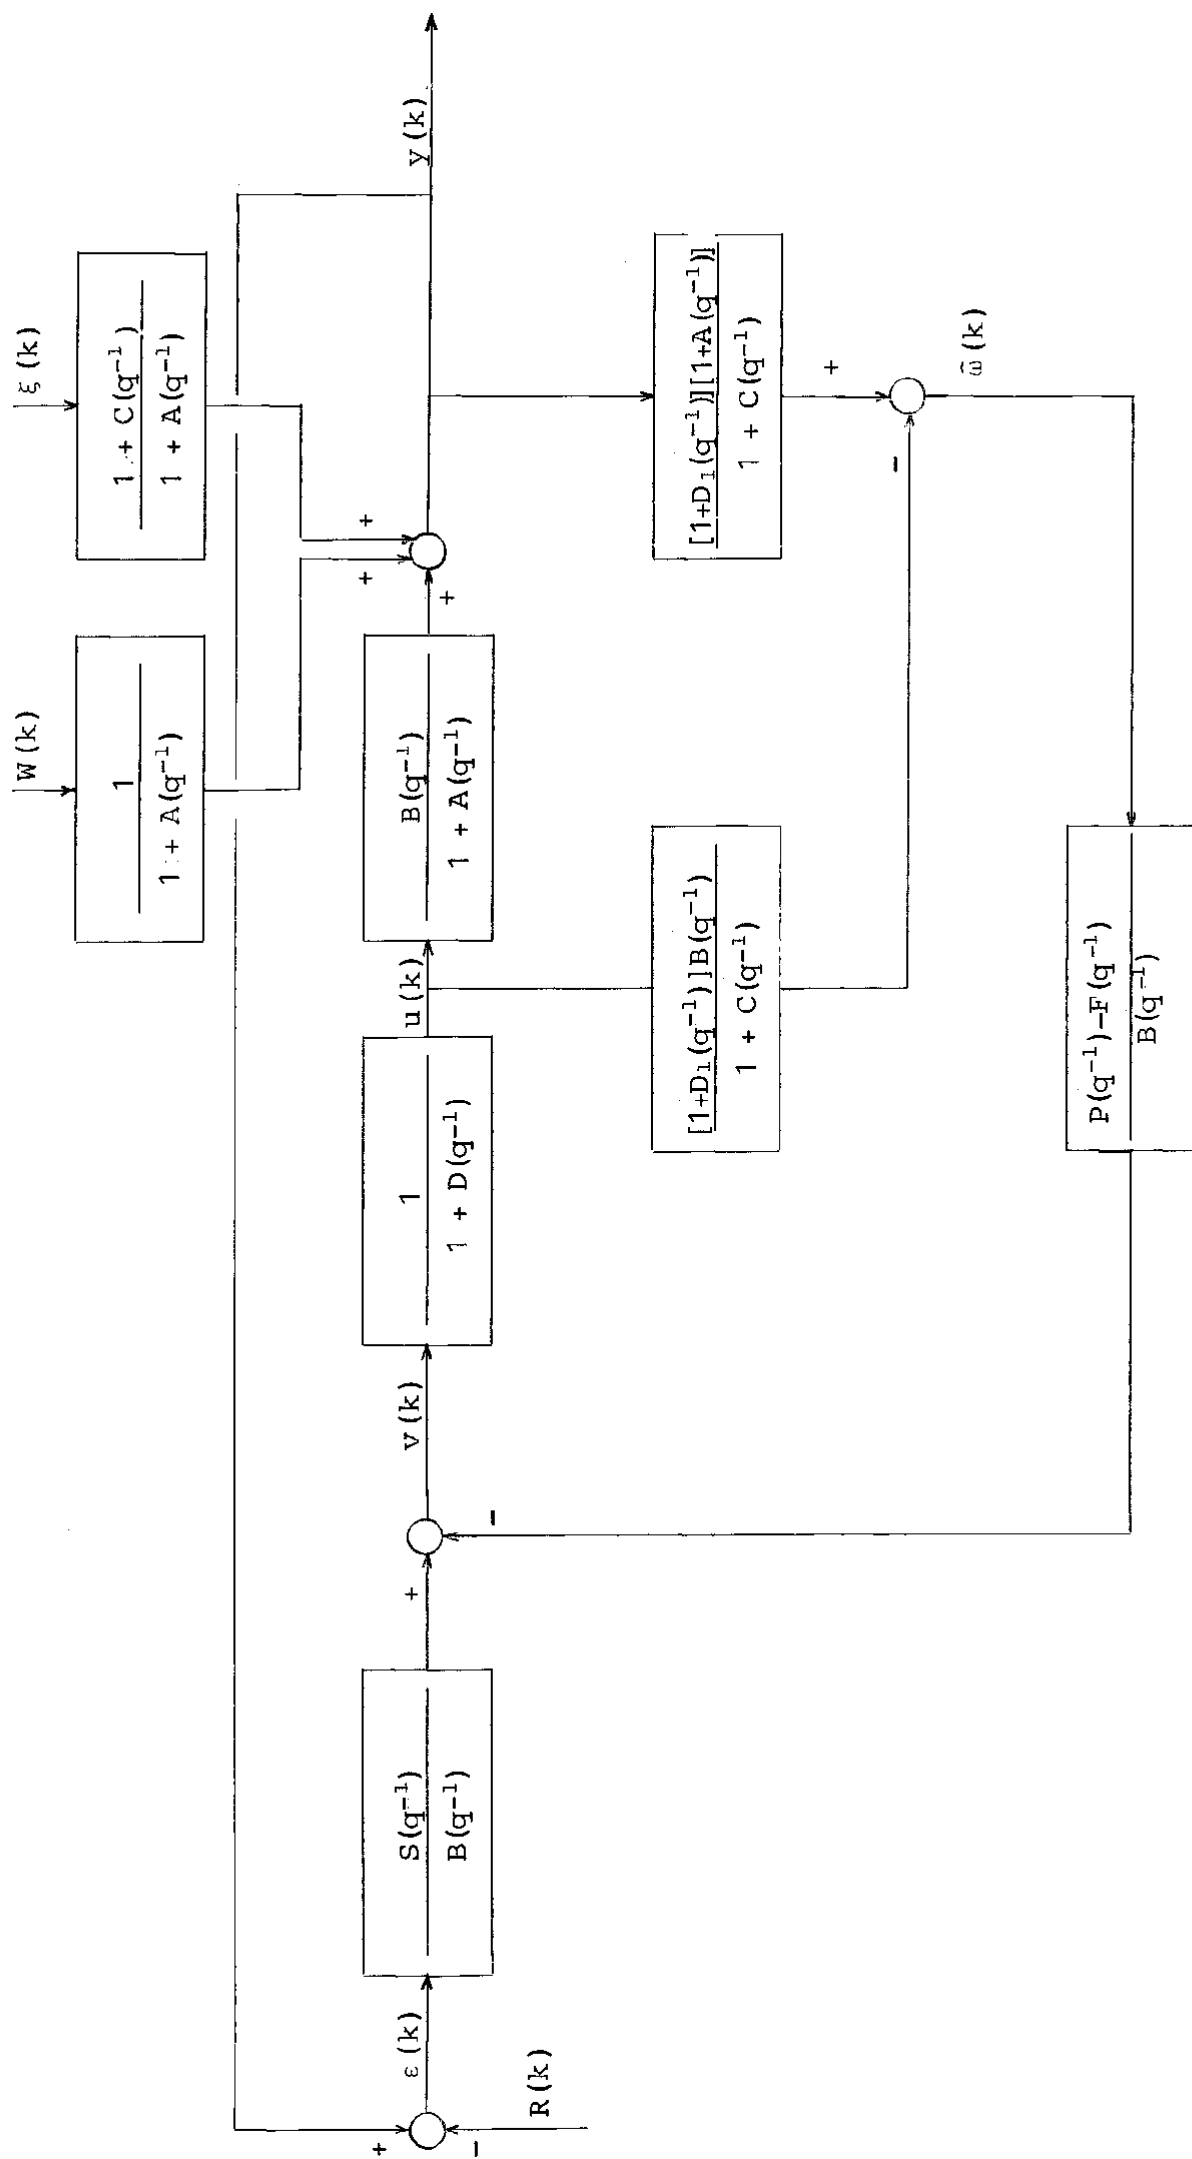 W(k)
ξ(k)
1
1 + A(q⁻¹)
1 + C(q⁻¹)
1 + A(q⁻¹)
+
-
R(k)
ε(k)
S(q⁻¹)
B(q⁻¹)
+
-
v(k)
1
1 + D(q⁻¹)
u(k)
B(q⁻¹)
1 + A(q⁻¹)
+
+
+
y(k)
[1+D₁(q⁻¹)]B(q⁻¹)
1 + C(q⁻¹)
[1+D₁(q⁻¹)][1+A(q⁻¹)]
1 + C(q⁻¹)
-
+
ω̂(k)
P(q⁻¹)-F(q⁻¹)
B(q⁻¹)